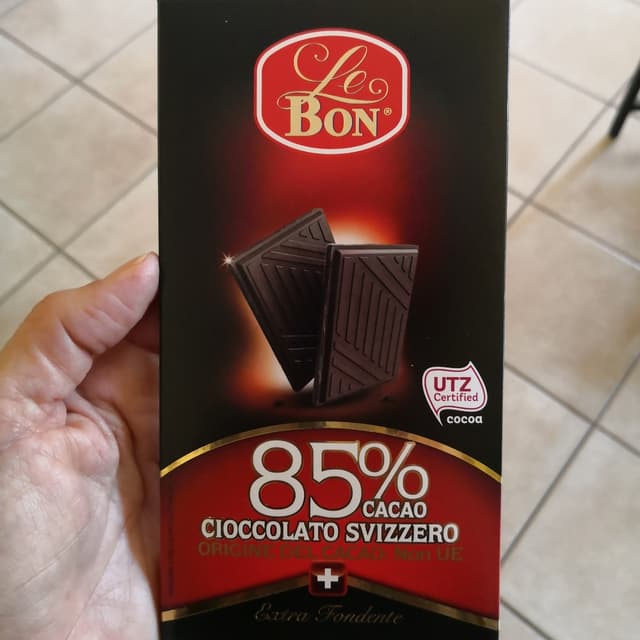 Le
BON®
UTZ
Certified
cocoa
85%
CACAO
CIOCCOLATO SVIZZERO
ORIGINE DEL CACAO: Non UE
Extra Fondente